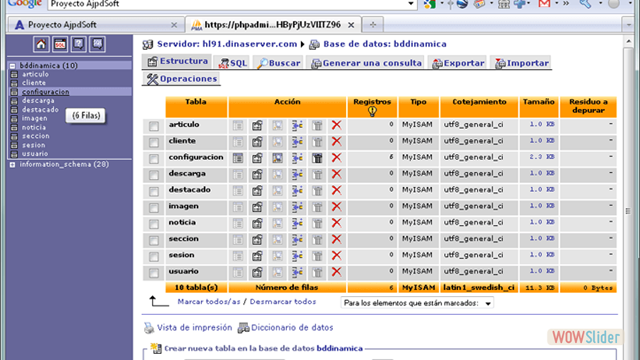 Google
Proyecto AjpdSoft
Proyecto AjpdSoft
https://phpadmi...HByPjUzVIITZ96
PMA
SQL
bddinamica (10)
articulo
cliente
configuracion
descarga
destacado
imagen
noticia
seccion
sesion
usuario
information_schema (28)
(6 Filas)
Servidor: hl91.dinaserver.com ▸ Base de datos: bddinamica
Estructura SQL Buscar Generar una consulta Exportar Importar
Operaciones
Tabla Acción Registros Tipo Cotejamiento Tamaño Residuo a depurar
articulo 0 MyISAM utf8_general_ci 1.0 KB -
cliente 0 MyISAM utf8_general_ci 1.0 KB -
configuracion 6 MyISAM utf8_general_ci 2.3 KB -
descarga 0 MyISAM utf8_general_ci 1.0 KB -
destacado 0 MyISAM utf8_general_ci 1.0 KB -
imagen 0 MyISAM utf8_general_ci 1.0 KB -
noticia 0 MyISAM utf8_general_ci 1.0 KB -
seccion 0 MyISAM utf8_general_ci 1.0 KB -
sesion 0 MyISAM utf8_general_ci 1.0 KB -
usuario 0 MyISAM utf8_general_ci 1.0 KB -
10 tabla(s) Número de filas 6 MyISAM latin1_swedish_ci 11.3 KB 0 Bytes
Marcar todos/as / Desmarcar todos Para los elementos que están marcados:
Vista de impresión Diccionario de datos
Crear nueva tabla en la base de datos bddinamica
WOWSlider